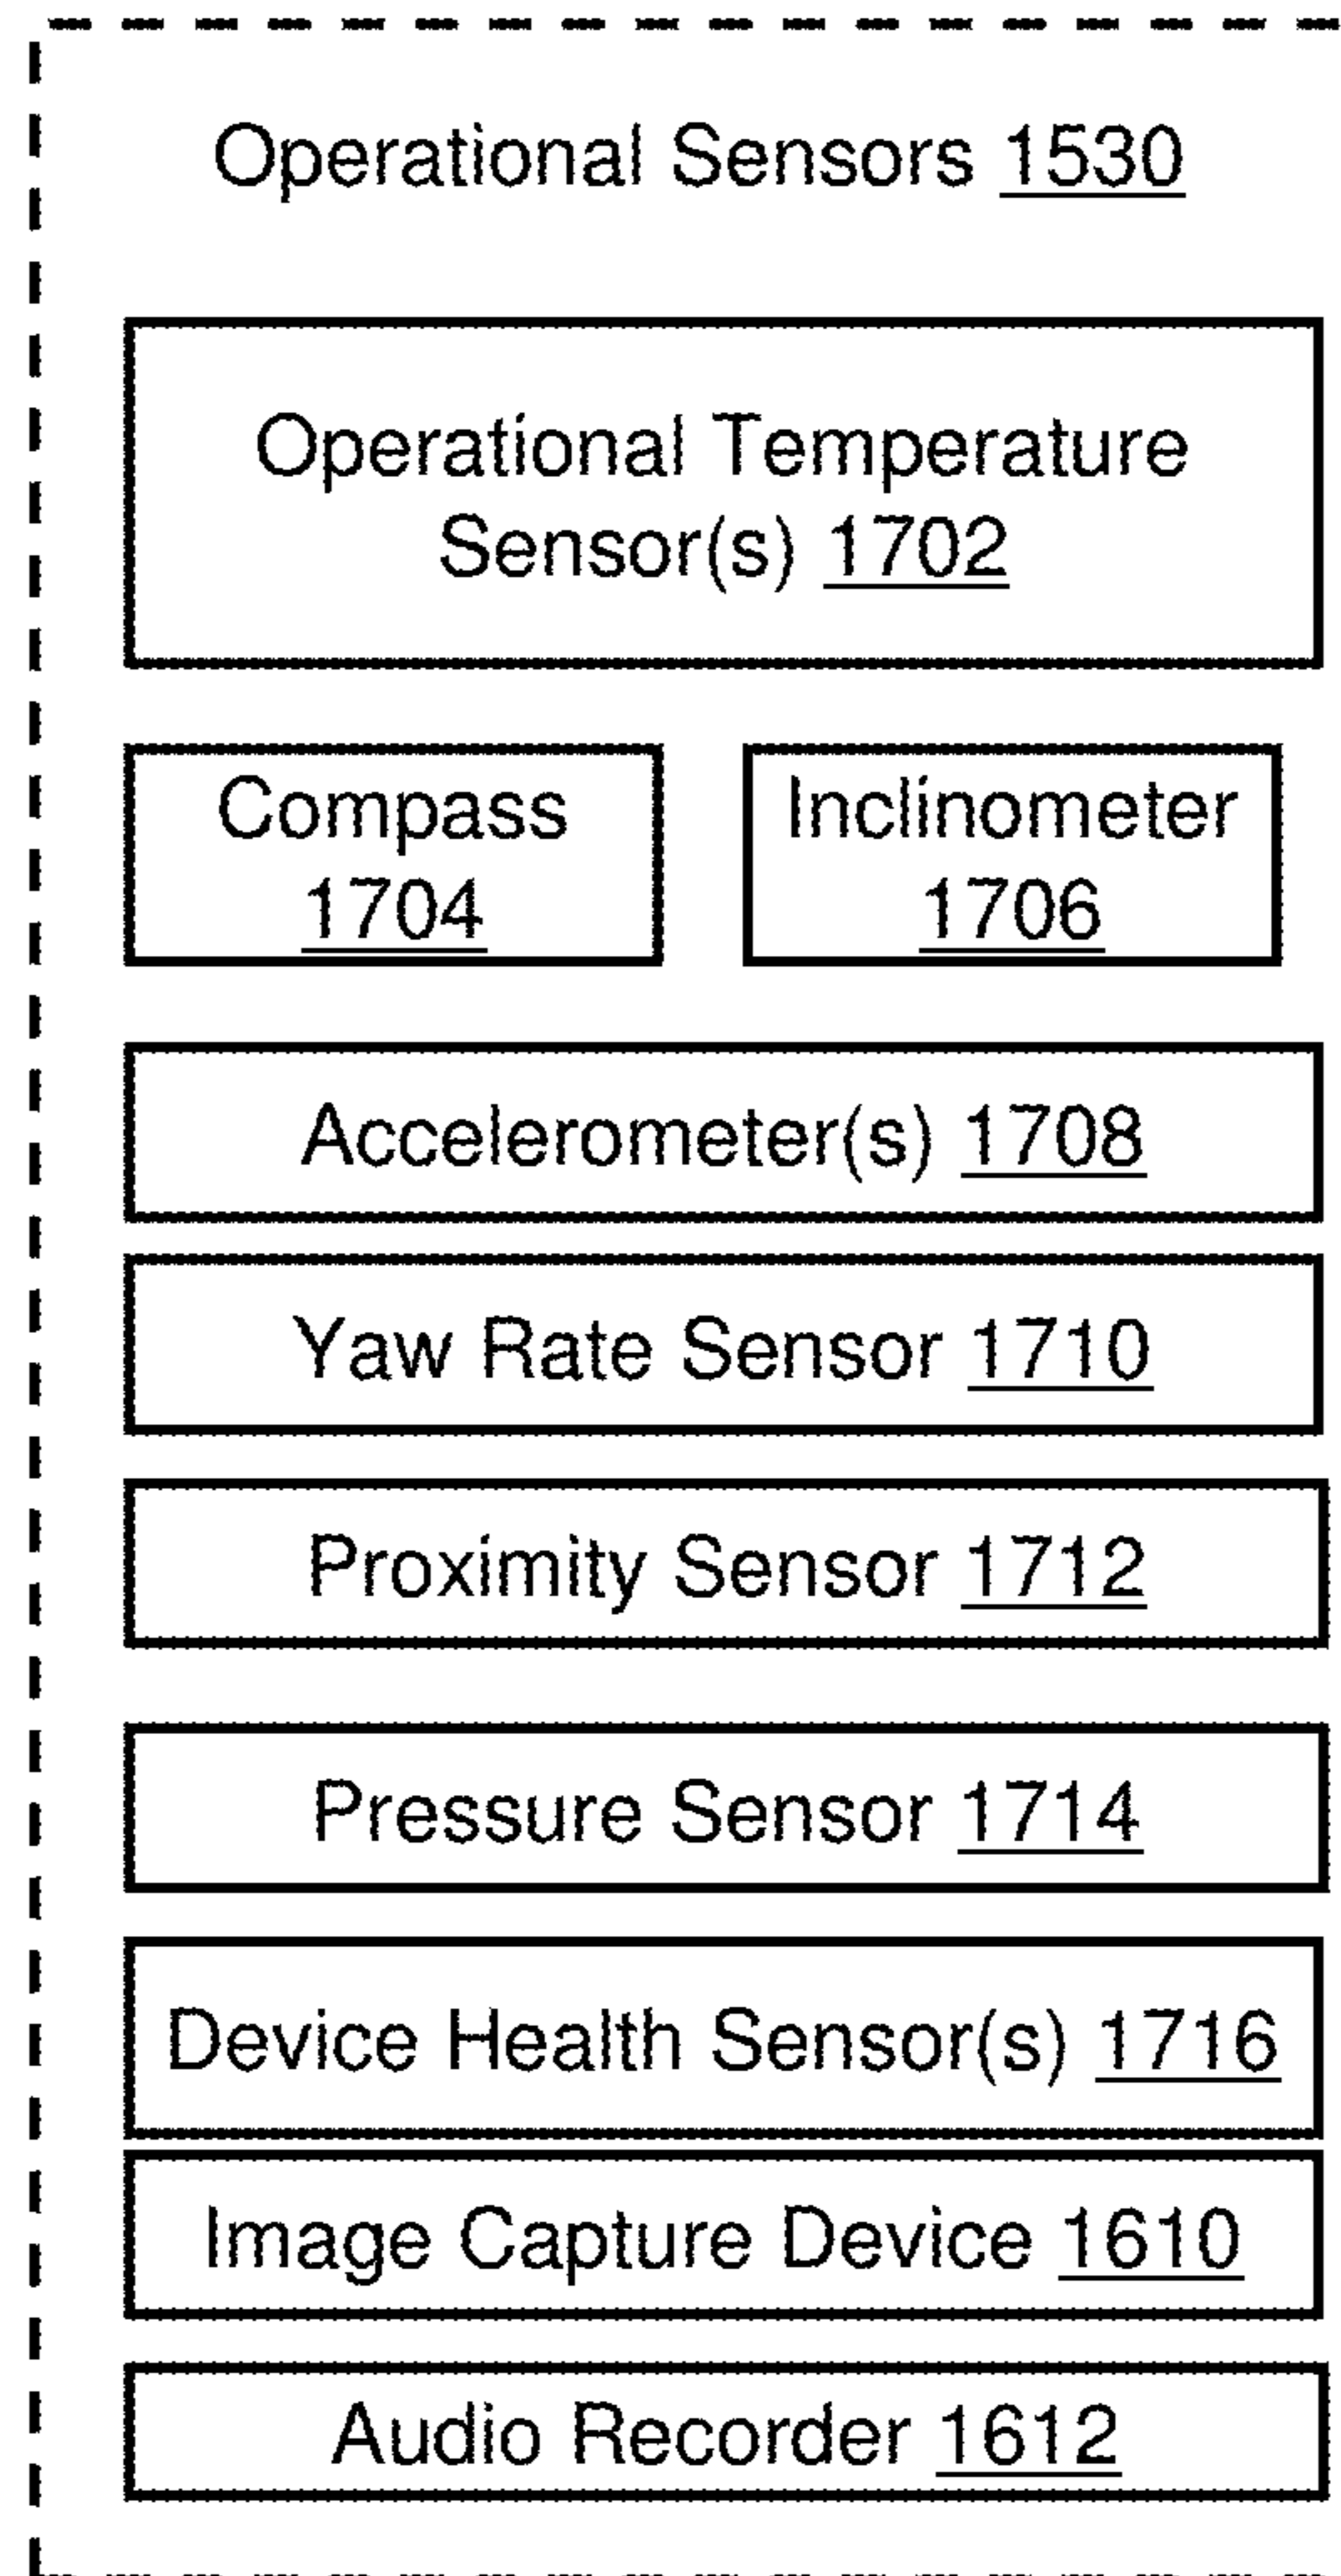 Operational Sensors 1530
Operational Temperature
Sensor(s) 1702
Compass
1704
Inclinometer
1706
Accelerometer(s) 1708
Yaw Rate Sensor 1710
Proximity Sensor 1712
Pressure Sensor 1714
Device Health Sensor(s) 1716
Image Capture Device 1610
Audio Recorder 1612